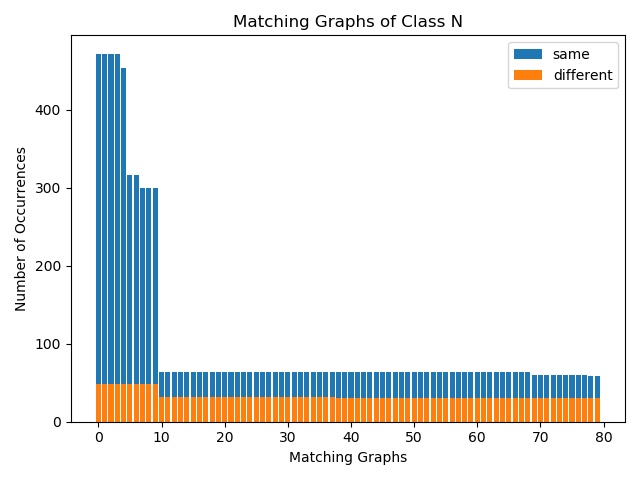 Matching Graphs of Class N
same
different
Number of Occurrences
400
300
200
100
0
0 10 20 30 40 50 60 70 80
Matching Graphs